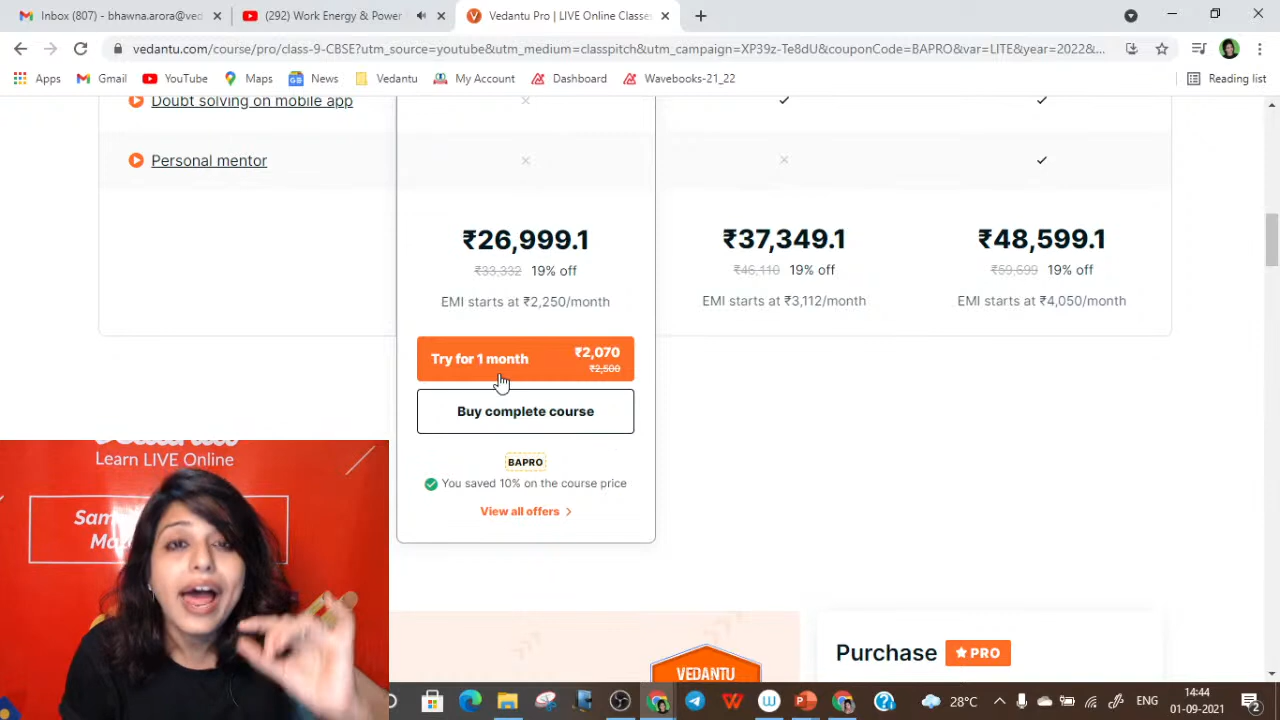 Inbox (807) - bhawna.arora@ved
(292) Work Energy & Power
Vedantu Pro | LIVE Online Classes
vedantu.com/course/pro/class-9-CBSE?utm_source=youtube&utm_medium=classpitch&utm_campaign=XP39z-Te8dU&couponCode=BAPRO&var=LITE&year=2022&...
Apps
Gmail
YouTube
Maps
News
Vedantu
My Account
Dashboard
Wavebooks-21_22
Reading list
Doubt solving on mobile app
Personal mentor
₹26,999.1
₹33,332 19% off
EMI starts at ₹2,250/month
₹37,349.1
₹46,110 19% off
EMI starts at ₹3,112/month
₹48,599.1
₹59,699 19% off
EMI starts at ₹4,050/month
Try for 1 month
₹2,070
₹2,500
Buy complete course
BAPRO
You saved 10% on the course price
View all offers
Learn LIVE Online
VEDANTU
Purchase PRO
28°C
ENG
14:44
01-09-2021
2